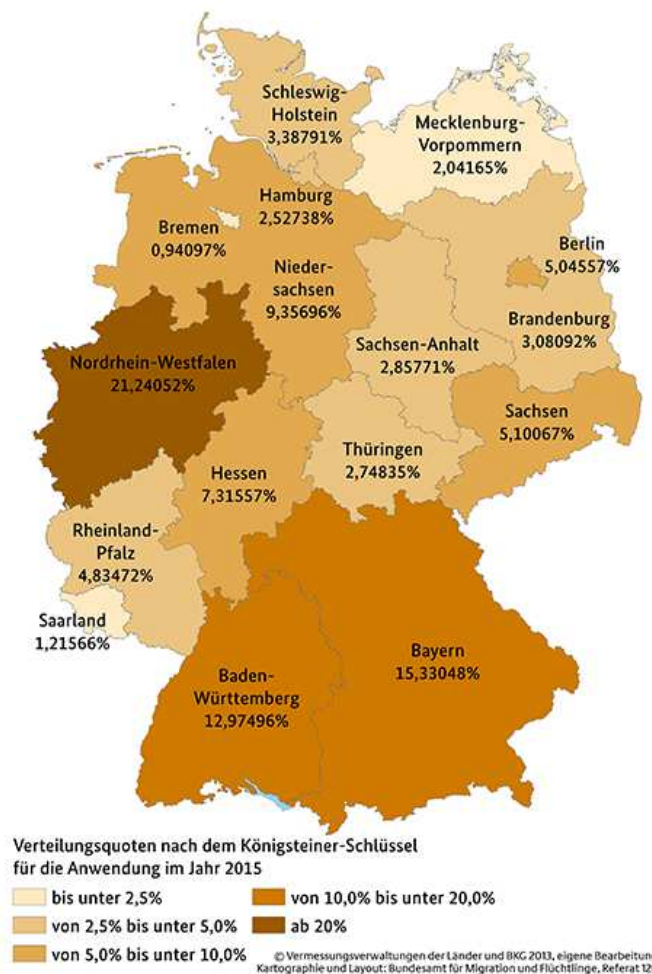 Schleswig-
Holstein
3,38791%
Mecklenburg-
Vorpommern
2,04165%
Hamburg
2,52738%
Bremen
0,94097%
Berlin
5,04557%
Nieder-
sachsen
9,35696%
Brandenburg
3,08092%
Sachsen-Anhalt
2,85771%
Nordrhein-Westfalen
21,24052%
Sachsen
5,10067%
Thüringen
2,74835%
Hessen
7,31557%
Rheinland-
Pfalz
4,83472%
Saarland
1,21566%
Bayern
15,33048%
Baden-
Württemberg
12,97496%
Verteilungsquoten nach dem Königsteiner-Schlüssel
für die Anwendung im Jahr 2015
bis unter 2,5%
von 2,5% bis unter 5,0%
von 5,0% bis unter 10,0%
von 10,0% bis unter 20,0%
ab 20%
© Vermessungsverwaltungen der Länder und BKG 2013, eigene Bearbeitun
Kartographie und Layout: Bundesamt für Migration und Flüchtlinge, Referat 12